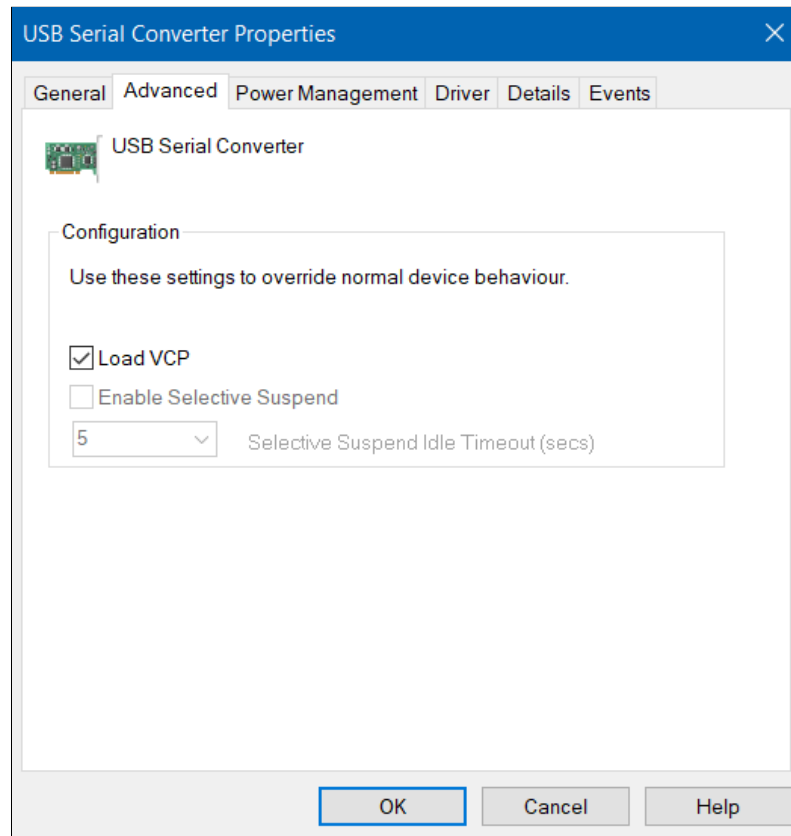 USB Serial Converter Properties
General Advanced Power Management Driver Details Events
USB Serial Converter
Configuration
Use these settings to override normal device behaviour.
Load VCP
Enable Selective Suspend
5 Selective Suspend Idle Timeout (secs)
OK Cancel Help